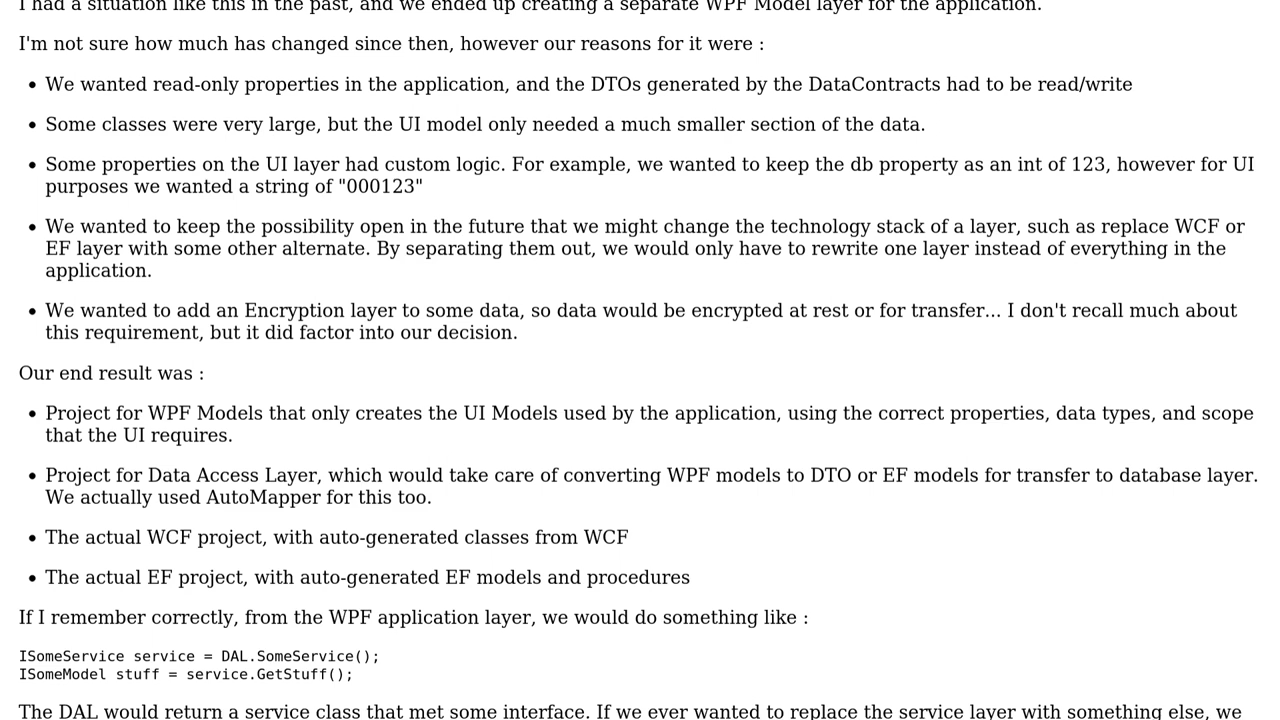 I had a situation like this in the past, and we ended up creating a separate WPF Model layer for the application.
I'm not sure how much has changed since then, however our reasons for it were :
• We wanted read-only properties in the application, and the DTOs generated by the DataContracts had to be read/write
• Some classes were very large, but the UI model only needed a much smaller section of the data.
• Some properties on the UI layer had custom logic. For example, we wanted to keep the db property as an int of 123, however for UI
purposes we wanted a string of "000123"
• We wanted to keep the possibility open in the future that we might change the technology stack of a layer, such as replace WCF or
EF layer with some other alternate. By separating them out, we would only have to rewrite one layer instead of everything in the
application.
• We wanted to add an Encryption layer to some data, so data would be encrypted at rest or for transfer... I don't recall much about
this requirement, but it did factor into our decision.
Our end result was :
• Project for WPF Models that only creates the UI Models used by the application, using the correct properties, data types, and scope
that the UI requires.
• Project for Data Access Layer, which would take care of converting WPF models to DTO or EF models for transfer to database layer.
We actually used AutoMapper for this too.
• The actual WCF project, with auto-generated classes from WCF
• The actual EF project, with auto-generated EF models and procedures
If I remember correctly, from the WPF application layer, we would do something like :
ISomeService service = DAL.SomeService();
ISomeModel stuff = service.GetStuff();
The DAL would return a service class that met some interface. If we ever wanted to replace the service layer with something else, we